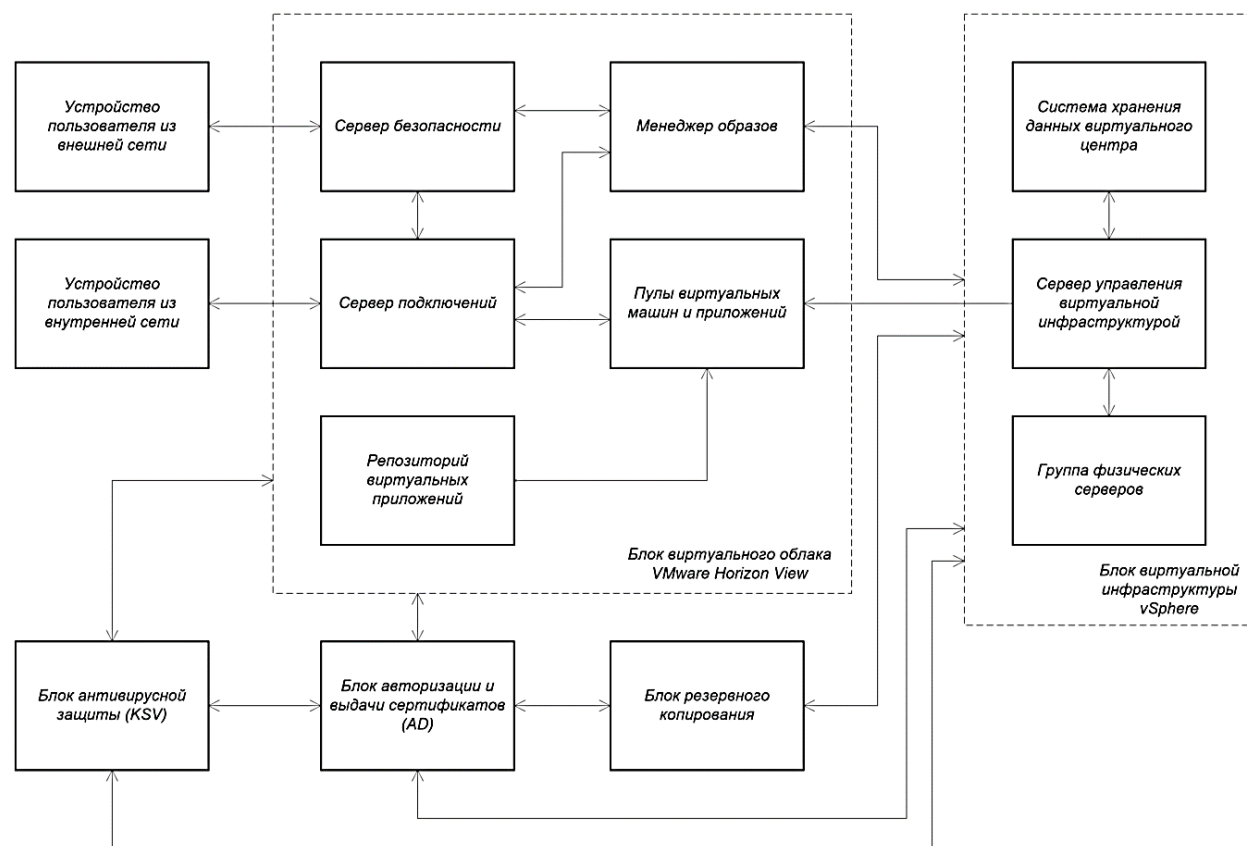 Устройство
пользователя из
внешней сети
Сервер безопасности
Менеджер образов
Система хранения
данных виртуального
центра
Устройство
пользователя из
внутренней сети
Сервер подключений
Пулы виртуальных
машин и приложений
Сервер управления
виртуальной
инфраструктурой
Репозиторий
виртуальных
приложений
Группа физических
серверов
Блок виртуального облака
VMware Horizon View
Блок виртуальной
инфраструктуры
vSphere
Блок антивирусной
защиты (KSV)
Блок авторизации и
выдачи сертификатов
(AD)
Блок резервного
копирования